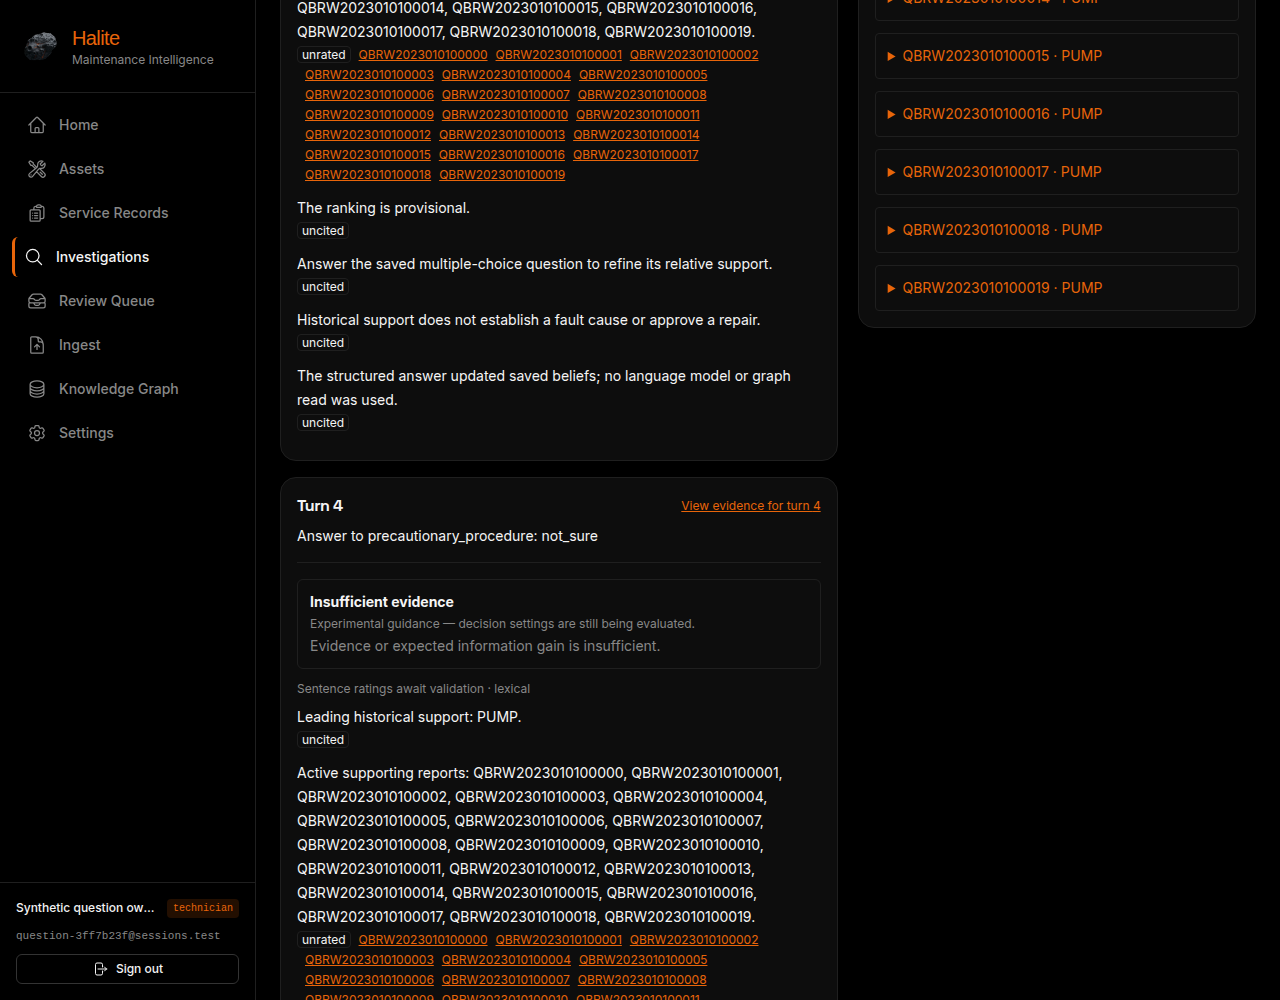 Halite
Maintenance Intelligence
Home
Assets
Service Records
Investigations
Review Queue
Ingest
Knowledge Graph
Settings
Synthetic question ow...
technician
question-3ff7b23f@sessions.test
Sign out
QBRW2023010100014, QBRW2023010100015, QBRW2023010100016,
QBRW2023010100017, QBRW2023010100018, QBRW2023010100019.
unrated QBRW2023010100000 QBRW2023010100001 QBRW2023010100002
QBRW2023010100003 QBRW2023010100004 QBRW2023010100005
QBRW2023010100006 QBRW2023010100007 QBRW2023010100008
QBRW2023010100009 QBRW2023010100010 QBRW2023010100011
QBRW2023010100012 QBRW2023010100013 QBRW2023010100014
QBRW2023010100015 QBRW2023010100016 QBRW2023010100017
QBRW2023010100018 QBRW2023010100019
The ranking is provisional.
uncited
Answer the saved multiple-choice question to refine its relative support.
uncited
Historical support does not establish a fault cause or approve a repair.
uncited
The structured answer updated saved beliefs; no language model or graph
read was used.
uncited
Turn 4
View evidence for turn 4
Answer to precautionary_procedure: not_sure
Insufficient evidence
Experimental guidance — decision settings are still being evaluated.
Evidence or expected information gain is insufficient.
Sentence ratings await validation · lexical
Leading historical support: PUMP.
uncited
Active supporting reports: QBRW2023010100000, QBRW2023010100001,
QBRW2023010100002, QBRW2023010100003, QBRW2023010100004,
QBRW2023010100005, QBRW2023010100006, QBRW2023010100007,
QBRW2023010100008, QBRW2023010100009, QBRW2023010100010,
QBRW2023010100011, QBRW2023010100012, QBRW2023010100013,
QBRW2023010100014, QBRW2023010100015, QBRW2023010100016,
QBRW2023010100017, QBRW2023010100018, QBRW2023010100019.
unrated QBRW2023010100000 QBRW2023010100001 QBRW2023010100002
QBRW2023010100003 QBRW2023010100004 QBRW2023010100005
QBRW2023010100006 QBRW2023010100007 QBRW2023010100008
QBRW2023010100009 QBRW2023010100010 QBRW2023010100011
QBRW2023010100014 · PUMP
QBRW2023010100015 · PUMP
QBRW2023010100016 · PUMP
QBRW2023010100017 · PUMP
QBRW2023010100018 · PUMP
QBRW2023010100019 · PUMP